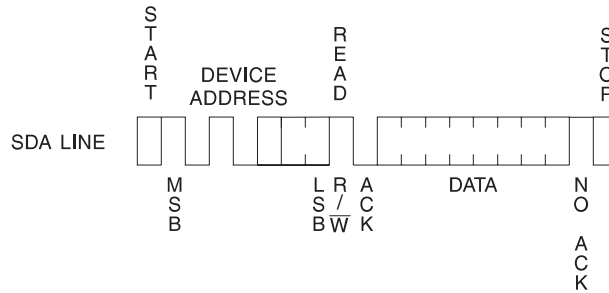 START
READ
STOP
DEVICE
ADDRESS
SDA LINE
MSB
LSB
R/W
ACK
DATA
NO ACK